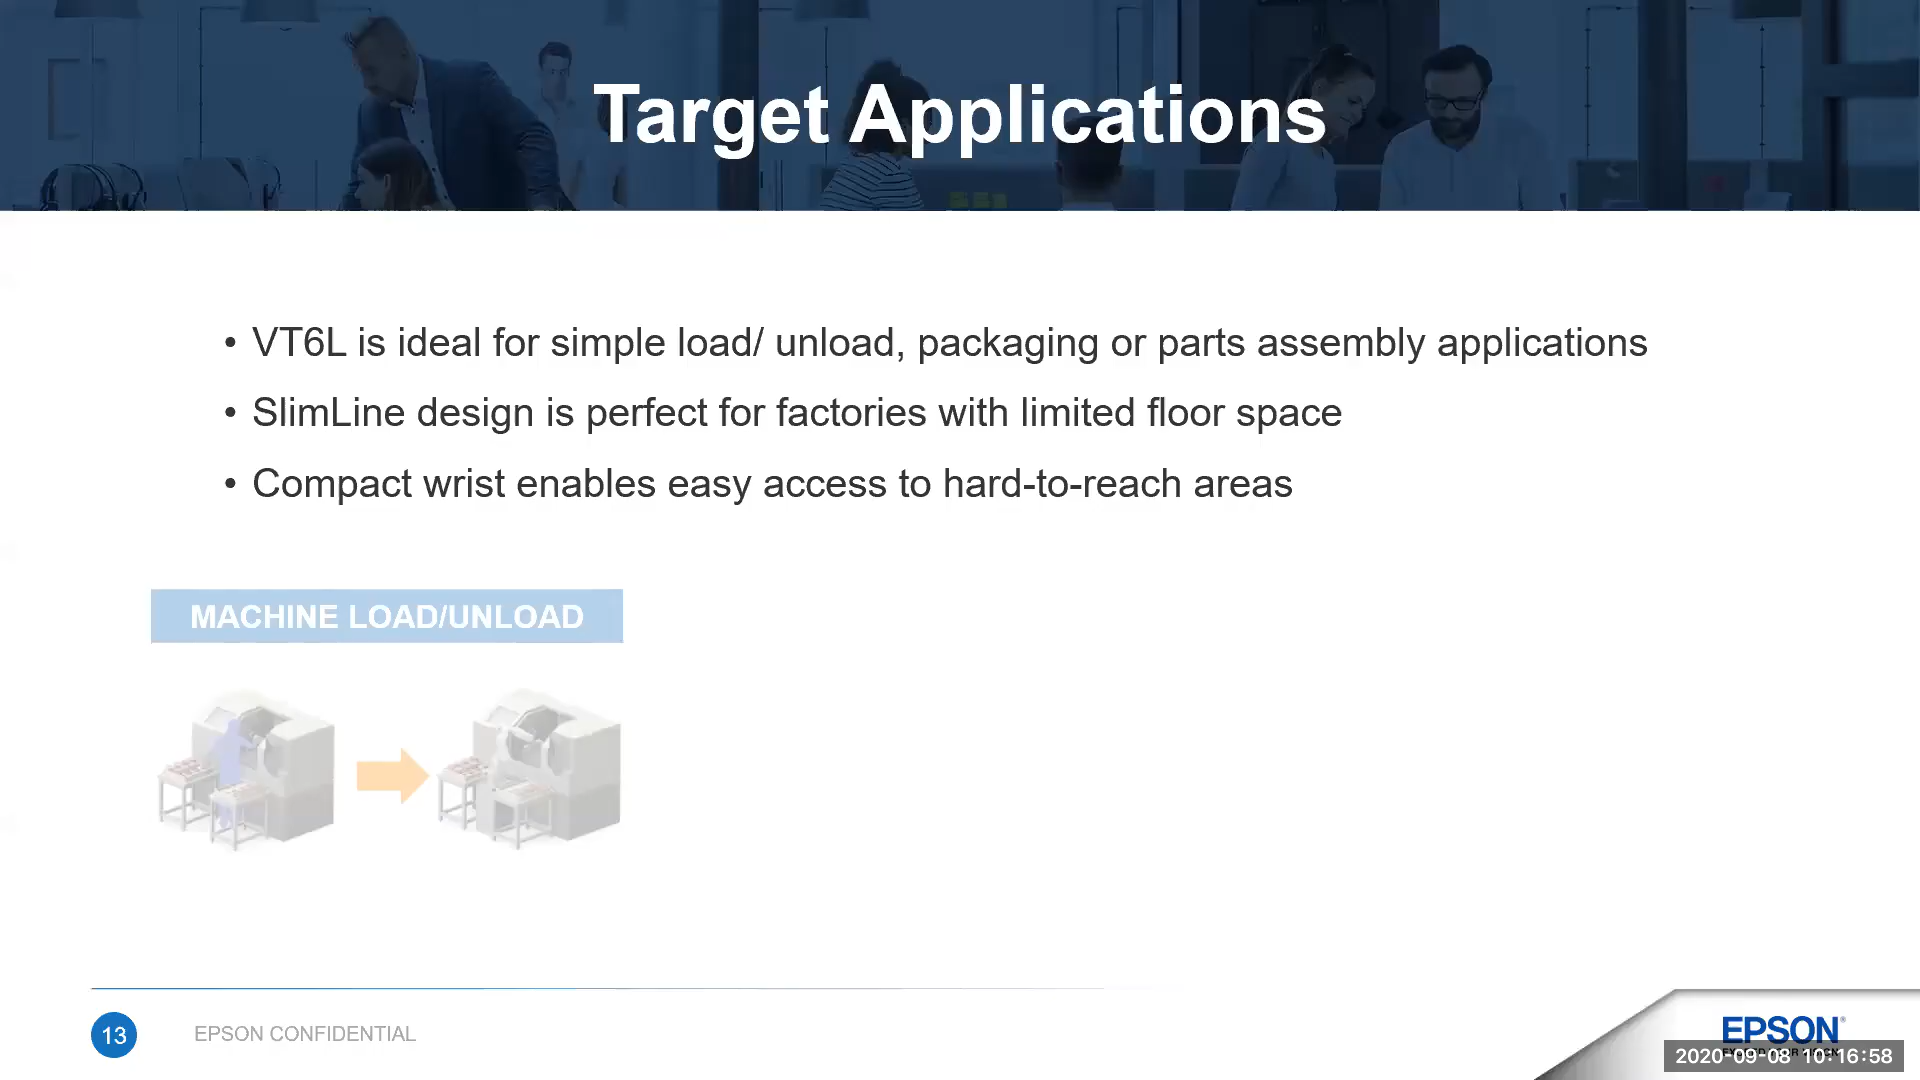 Target Applications
• VT6L is ideal for simple load/ unload, packaging or parts assembly applications
• SlimLine design is perfect for factories with limited floor space
• Compact wrist enables easy access to hard-to-reach areas
MACHINE LOAD/UNLOAD
13
EPSON CONFIDENTIAL
EPSON®
2020-09-08 10:16:58